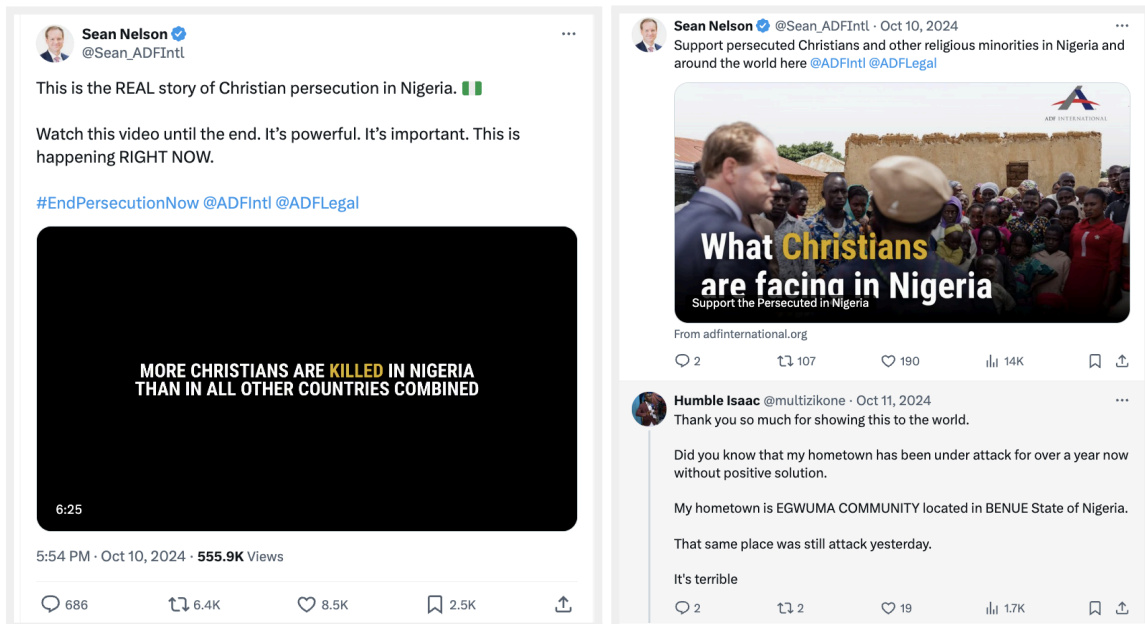 Sean Nelson
@Sean_ADFIntl
This is the REAL story of Christian persecution in Nigeria. 🇳🇬
Watch this video until the end. It's powerful. It's important. This is
happening RIGHT NOW.
#EndPersecutionNow @ADFIntl @ADFLegal
MORE CHRISTIANS ARE KILLED IN NIGERIA
THAN IN ALL OTHER COUNTRIES COMBINED
6:25
5:54 PM · Oct 10, 2024 · 555.9K Views
686 6.4K 8.5K 2.5K
Sean Nelson @Sean_ADFIntl · Oct 10, 2024
Support persecuted Christians and other religious minorities in Nigeria and
around the world here @ADFIntl @ADFLegal
ADF INTERNATIONAL
What Christians
are facing in Nigeria
Support the Persecuted in Nigeria
From adfinternational.org
2 107 190 14K
Humble Isaac @multizikone · Oct 11, 2024
Thank you so much for showing this to the world.
Did you know that my hometown has been under attack for over a year now
without positive solution.
My hometown is EGWUMA COMMUNITY located in BENUE State of Nigeria.
That same place was still attack yesterday.
It's terrible
2 2 19 1.7K